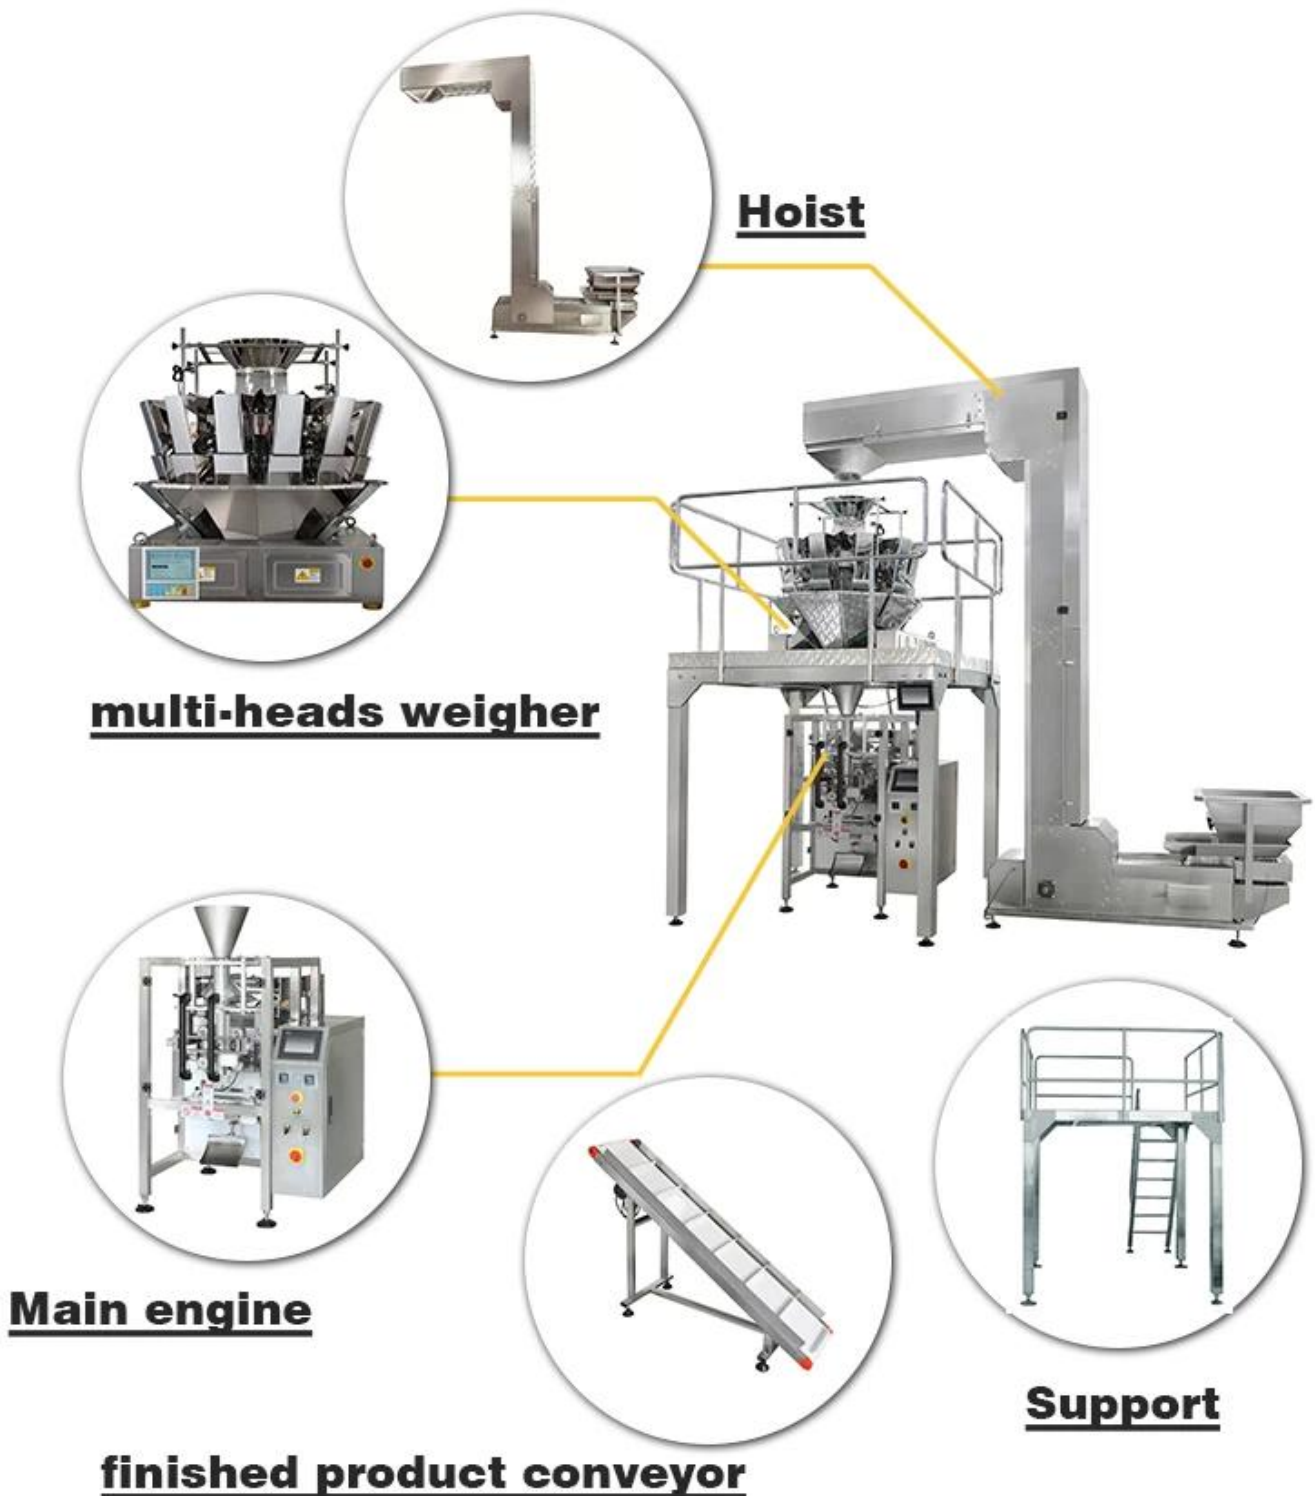 Hoist
multi-heads weigher
Main engine
Support
finished product conveyor